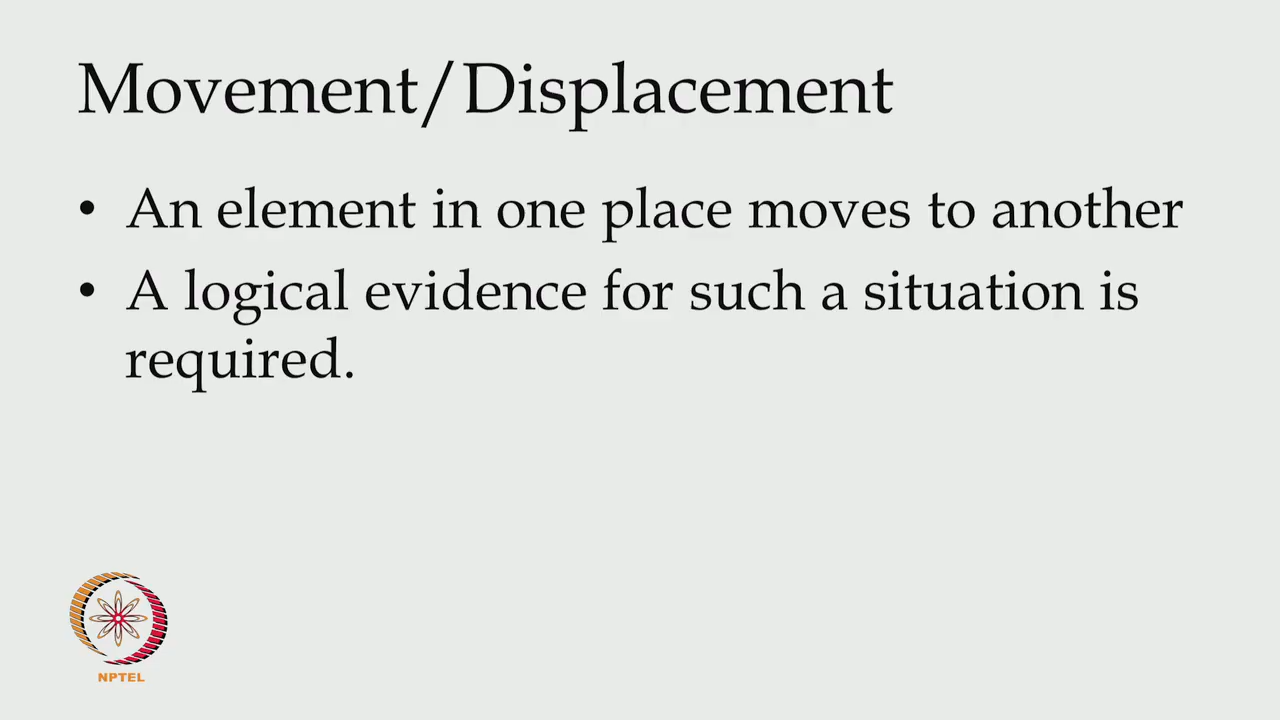 Movement/Displacement
• An element in one place moves to another
• A logical evidence for such a situation is
required.
NPTEL